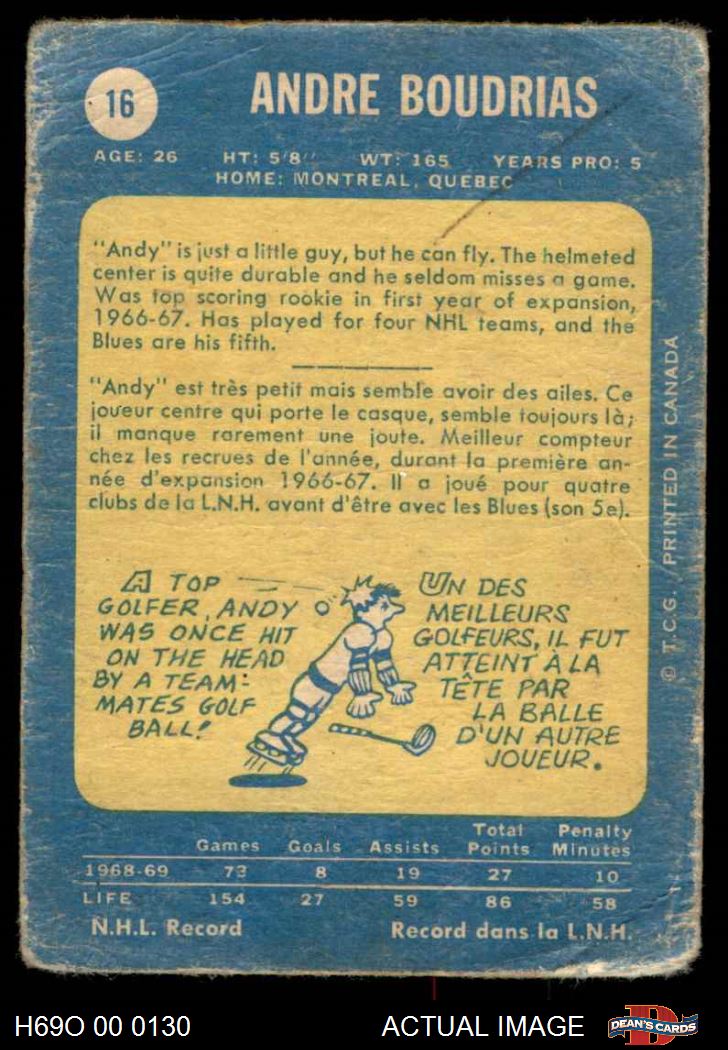 16
ANDRE BOUDRIAS
AGE: 26 HT: 5'8" WT: 165 YEARS PRO: 5
HOME: MONTREAL, QUEBEC
"Andy" is just a little guy, but he can fly. The helmeted
center is quite durable and he seldom misses a game.
Was top scoring rookie in first year of expansion,
1966-67. Has played for four NHL teams, and the
Blues are his fifth.
"Andy" est très petit mais semble avoir des ailes. Ce
joueur centre qui porte le casque, semble toujours là;
il manque rarement une joute. Meilleur compteur
chez les recrues de l'année, durant la première an-
née d'expansion 1966-67. Il a joué pour quatre
clubs de la L.N.H. avant d'être avec les Blues (son 5e).
A TOP
GOLFER, ANDY
WAS ONCE HIT
ON THE HEAD
BY A TEAM-
MATES GOLF
BALL!
UN DES
MEILLEURS
GOLFEURS, IL FUT
ATTEINT À LA
TÊTE PAR
LA BALLE
D'UN AUTRE
JOUEUR.
© T.C.G. PRINTED IN CANADA
Games Goals Assists Total Points Penalty Minutes
1968-69 73 8 19 27 10
LIFE 154 27 59 86 58
N.H.L. Record Record dans la L.N.H.
H69O 00 0130 ACTUAL IMAGE DEAN'S CARDS